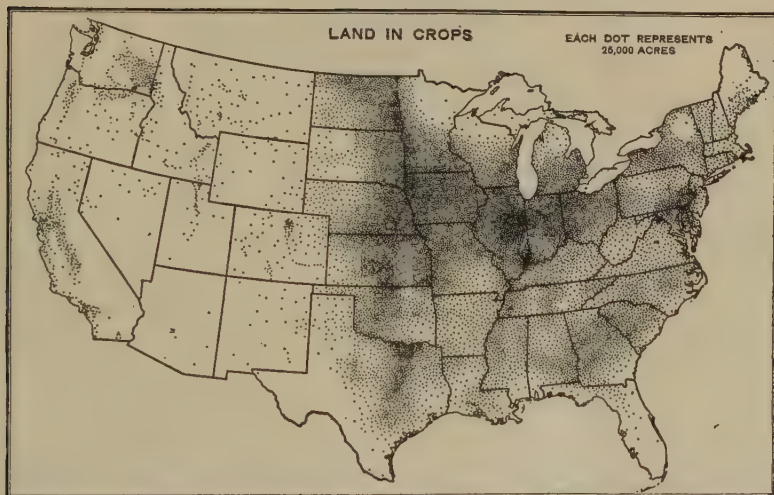 LAND IN CROPS
EACH DOT REPRESENTS
25,000 ACRES